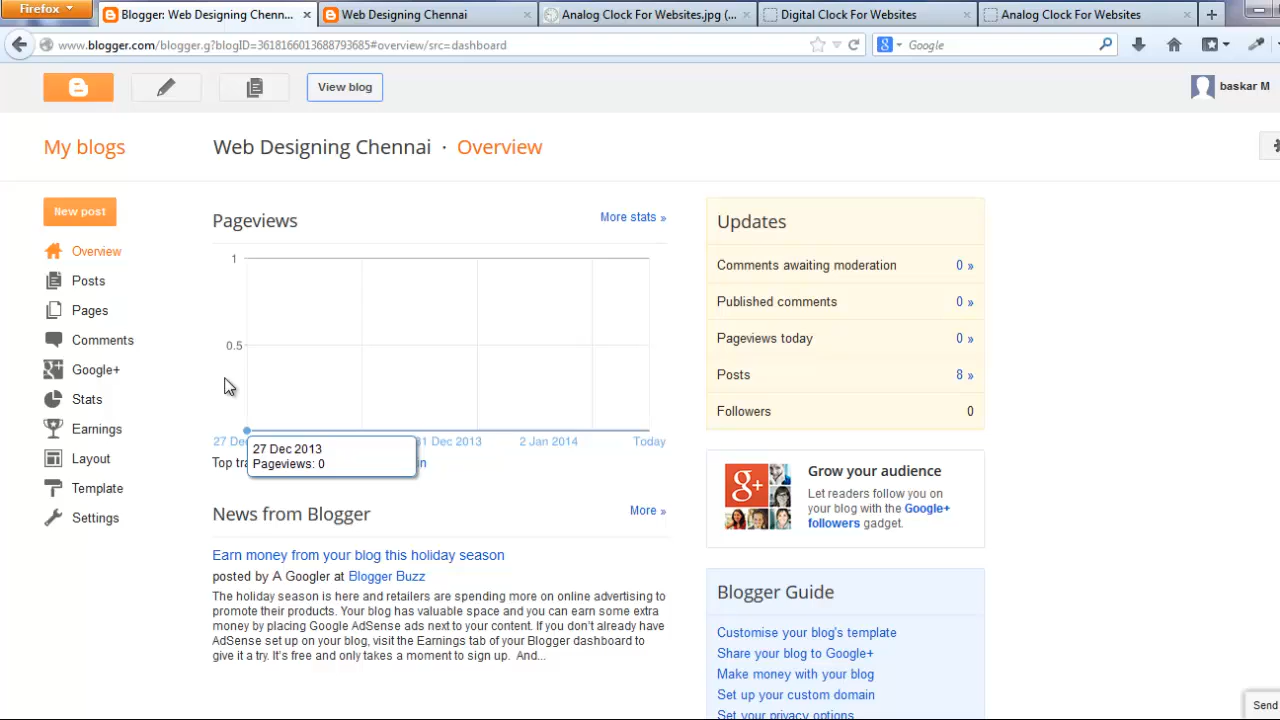 Firefox
Blogger: Web Designing Chenn...
Web Designing Chennai
Analog Clock For Websites.jpg (...
Digital Clock For Websites
Analog Clock For Websites
www.blogger.com/blogger.g?blogID=3618166013688793685#overview/src=dashboard
Google
View blog
baskar M
My blogs
Web Designing Chennai · Overview
New post
Overview
Posts
Pages
Comments
Google+
Stats
Earnings
Layout
Template
Settings
Pageviews
More stats »
1
0.5
27 Dec
31 Dec 2013
2 Jan 2014
Today
27 Dec 2013
Pageviews: 0
News from Blogger
More »
Earn money from your blog this holiday season
posted by A Googler at Blogger Buzz
The holiday season is here and retailers are spending more on online advertising to
promote their products. Your blog has valuable space and you can earn some extra
money by placing Google AdSense ads next to your content. If you don't already have
AdSense set up on your blog, visit the Earnings tab of your Blogger dashboard to
give it a try. It's free and only takes a moment to sign up. And...
Updates
Comments awaiting moderation 0 »
Published comments 0 »
Pageviews today 0 »
Posts 8 »
Followers 0
Grow your audience
Let readers follow you on
your blog with the Google+
followers gadget.
Blogger Guide
Customise your blog's template
Share your blog to Google+
Make money with your blog
Set up your custom domain
Set your privacy options
Send